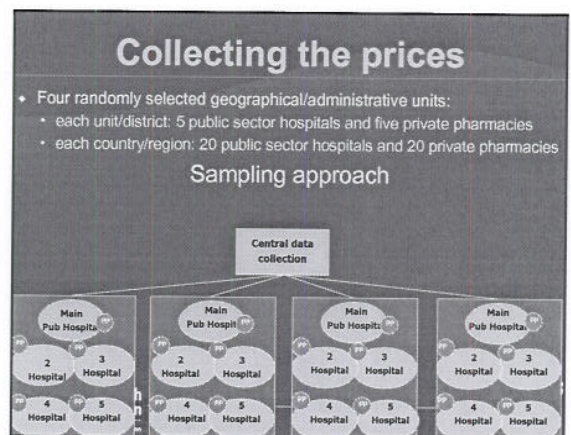 Collecting the prices
Four randomly selected geographical/administrative units:
each unit/district: 5 public sector hospitals and five private pharmacies
each country/region: 20 public sector hospitals and 20 private pharmacies
Sampling approach
Central data
collection
Main
Pub Hospita
PP
PP
PP
2
Hospital
3
Hospital
PP
PP
4
Hospital
5
Hospital
Main
Pub Hospit
PP
PP
PP
2
Hospital
3
Hospital
PP
PP
4
Hospital
5
Hospital
Main
Pub Hospit
PP
PP
PP
2
Hospital
3
Hospital
PP
PP
4
Hospital
5
Hospital
Main
Pub Hospita
PP
PP
PP
2
Hospital
3
Hospital
PP
PP
4
Hospital
5
Hospital